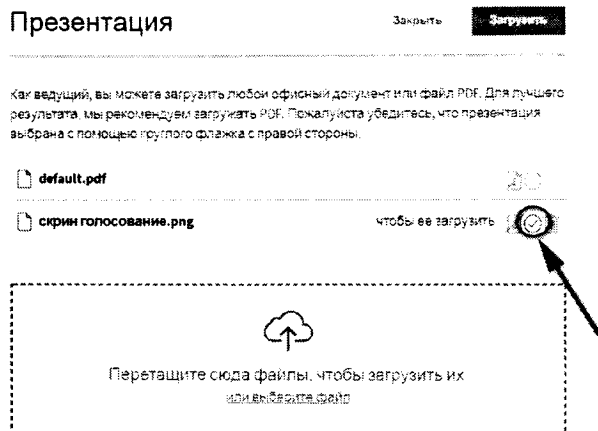 Презентация
Закрыть
Загрузить
Как ведущий, вы можете загрузить любой офисный документ или файл PDF. Для лучшего
результата, мы рекомендуем загружать PDF. Пожалуйста убедитесь, что презентация
выбрана с помощью круглого флажка с правой стороны.
default.pdf
скрин голосование.png
чтобы ее загрузить
Перетащите сюда файлы, чтобы загрузить их
или выберите файл